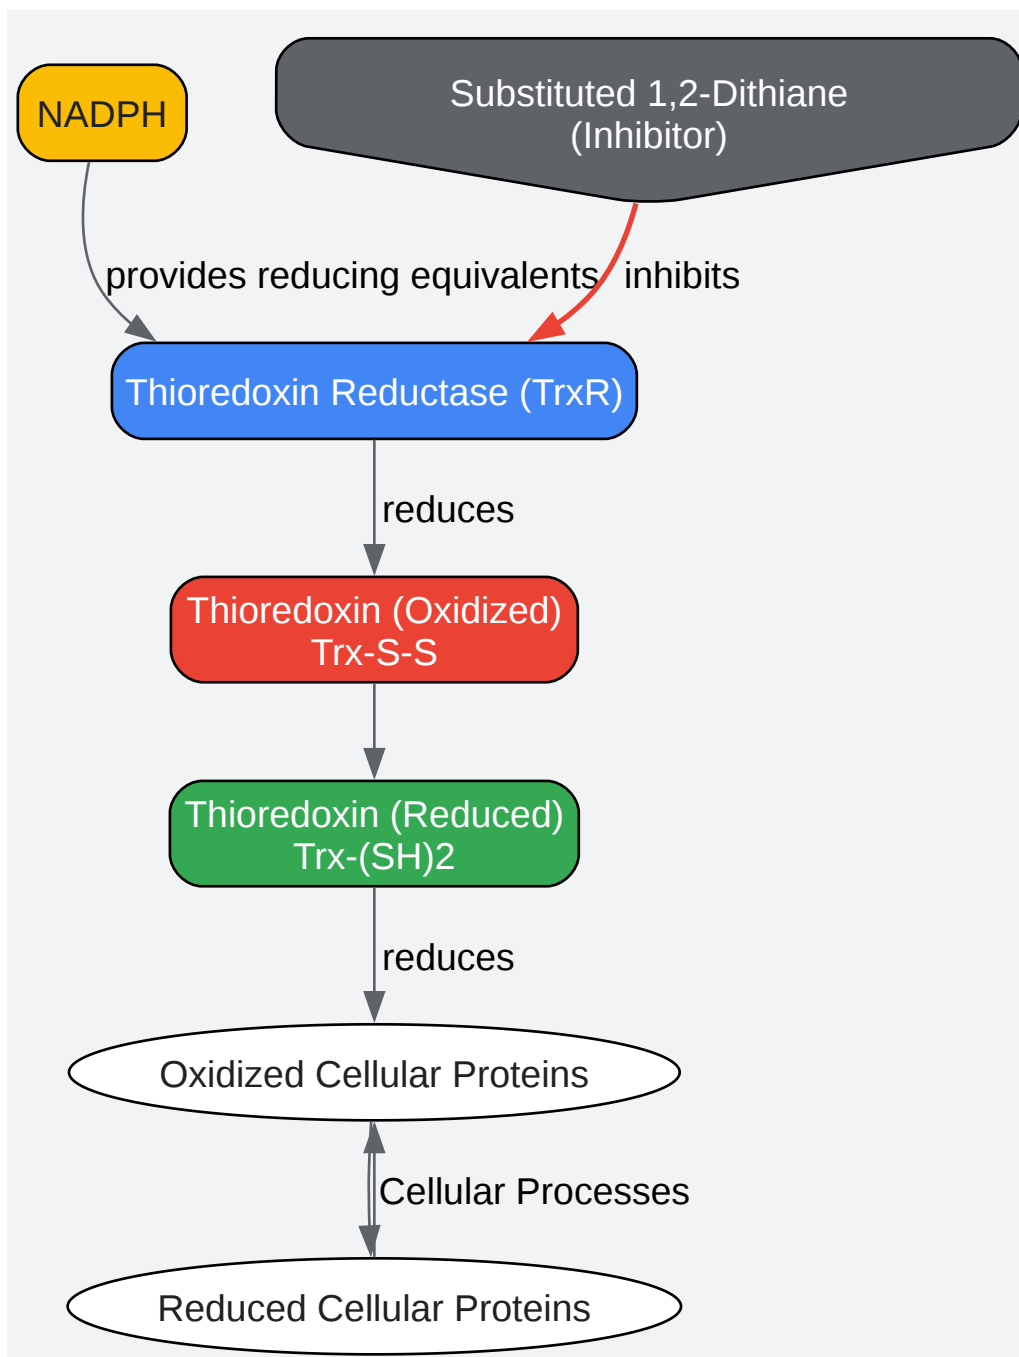 NADPH
Substituted 1,2-Dithiane
(Inhibitor)
provides reducing equivalents
inhibits
Thioredoxin Reductase (TrxR)
reduces
Thioredoxin (Oxidized)
Trx-S-S
Thioredoxin (Reduced)
Trx-(SH)2
reduces
Oxidized Cellular Proteins
Cellular Processes
Reduced Cellular Proteins